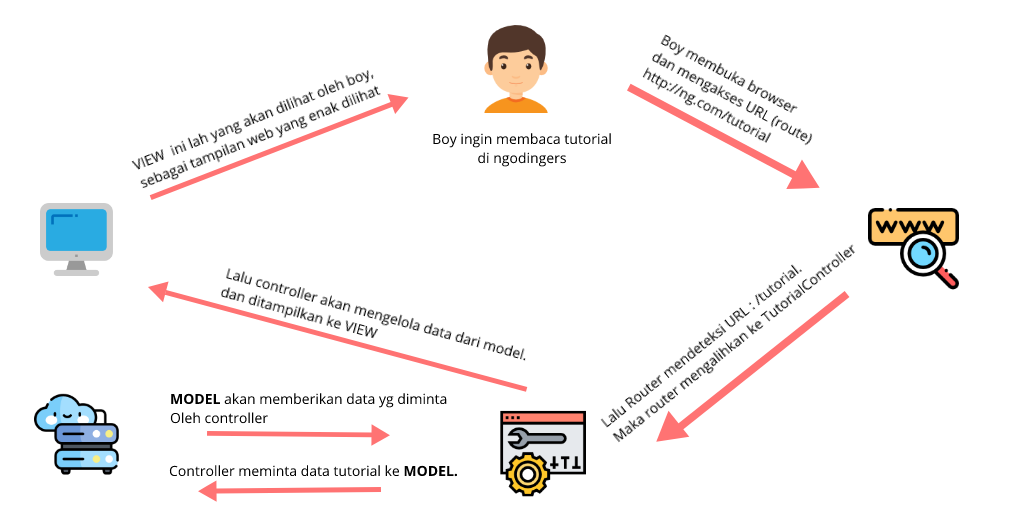 Boy ingin membaca tutorial
di ngodingers
Boy membuka browser
dan mengakses URL (route)
http://ng.com/tutorial
WWW
Lalu Router mendeteksi URL : /tutorial.
Maka router mengalihkan ke TutorialController
Controller meminta data tutorial ke MODEL.
MODEL akan memberikan data yg diminta
Oleh controller
Lalu controller akan mengelola data dari model.
dan ditampilkan ke VIEW
VIEW ini lah yang akan dilihat oleh boy,
sebagai tampilan web yang enak dilihat